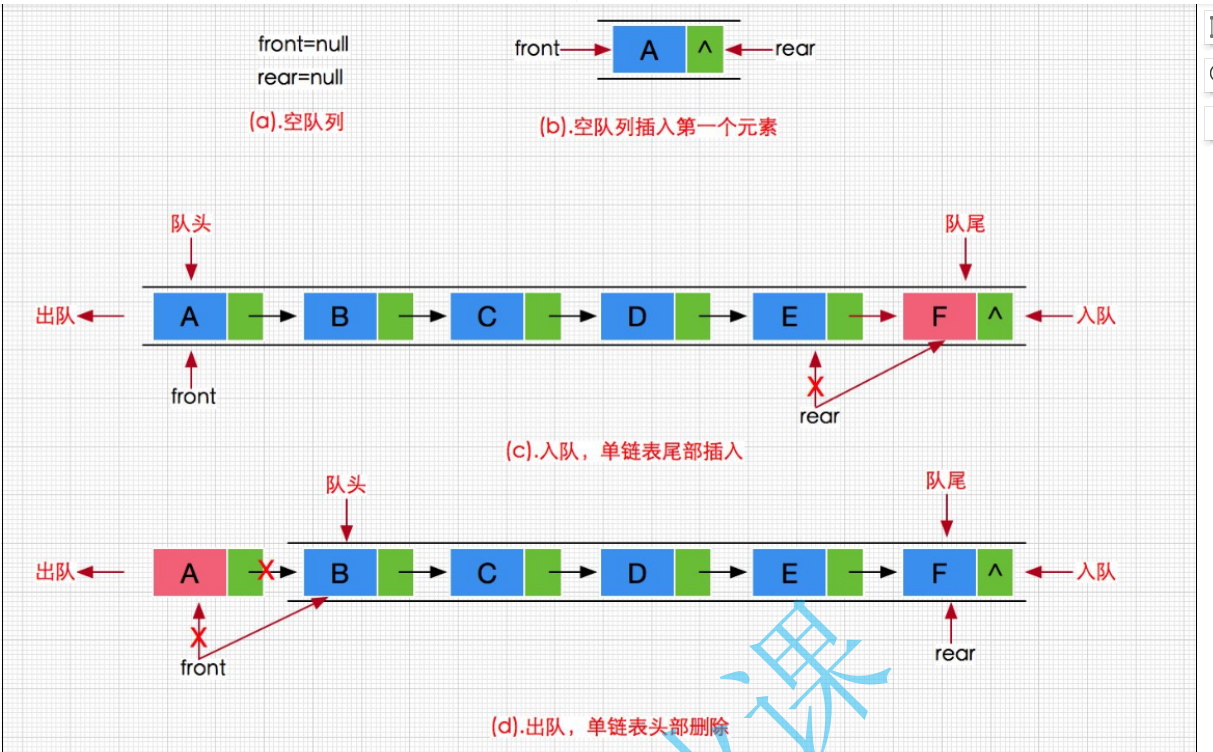 front=null
rear=null
(a).空队列
front
A
^
rear
(b).空队列插入第一个元素
队头
队尾
出队
A
B
C
D
E
F
^
入队
front
X
rear
(c).入队，单链表尾部插入
队头
队尾
出队
A
X
B
C
D
E
F
^
入队
X
front
rear
(d).出队，单链表头部删除
课